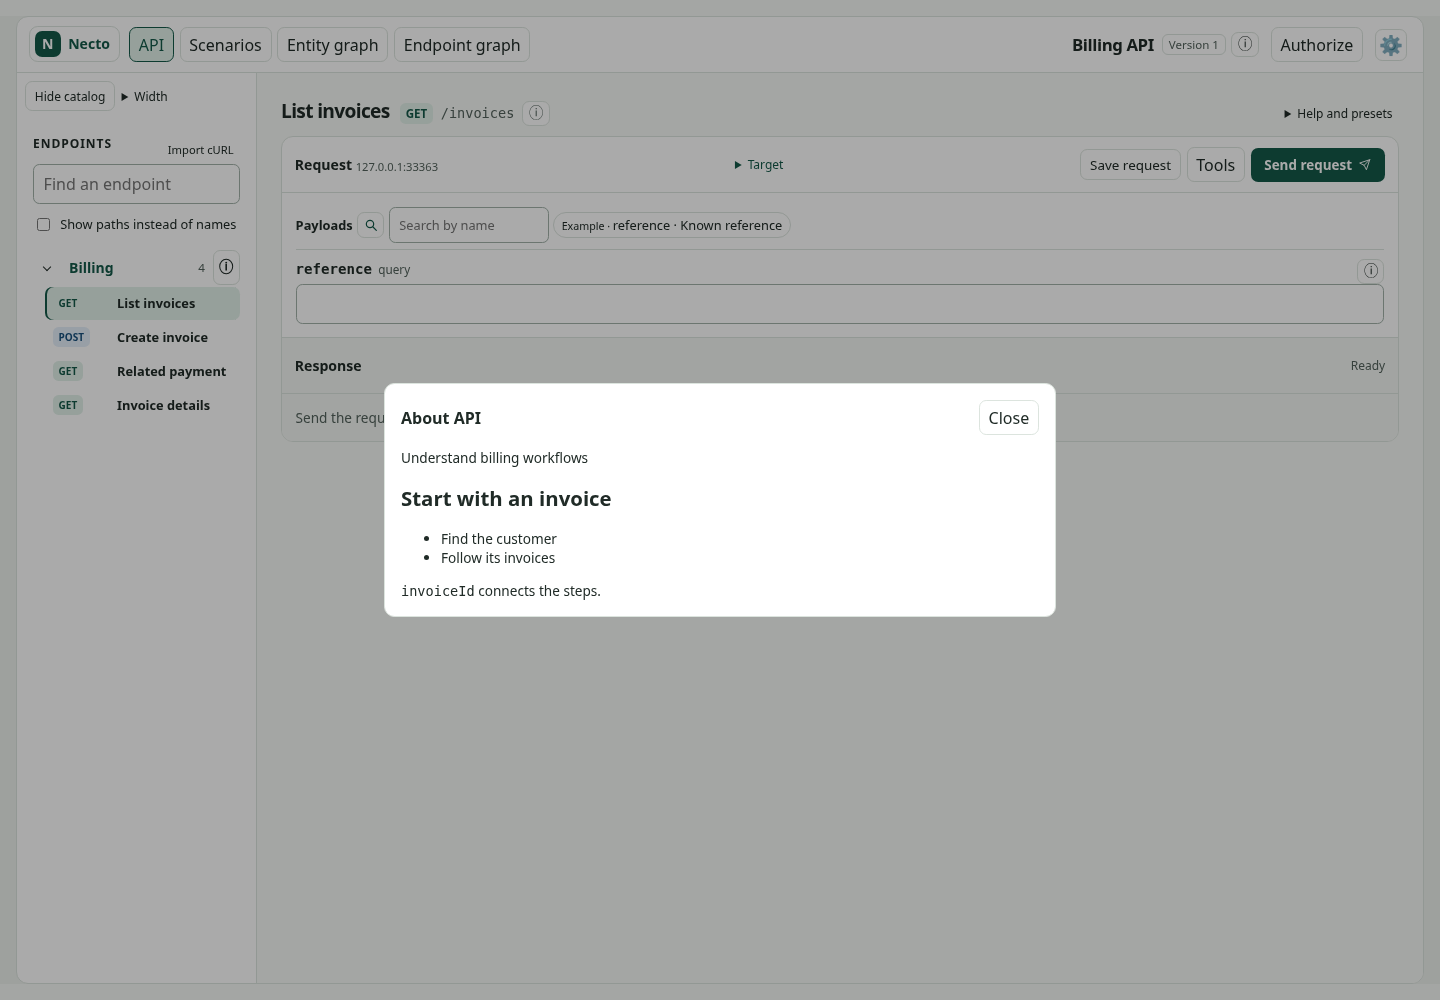 N Necto API Scenarios Entity graph Endpoint graph Billing API Version 1 ⓘ Authorize ⚙️
Hide catalog ▶ Width
List invoices GET /invoices ⓘ ▶ Help and presets
ENDPOINTS Import cURL
Find an endpoint
Show paths instead of names
Billing 4 ⓘ
GET List invoices
POST Create invoice
GET Related payment
GET Invoice details
Request 127.0.0.1:33363 ▶ Target Save request Tools Send request
Payloads Search by name Example · reference · Known reference
reference query ⓘ
Response Ready
Send the requ
About API Close
Understand billing workflows
Start with an invoice
• Find the customer
• Follow its invoices
invoiceId connects the steps.